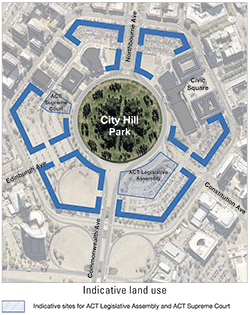 Northbourne Ave
ACT
Supreme
Court
Civic
Square
City Hill
Park
Edinburgh Ave
ACT Legislative
Assembly
Constitution Ave
Commonwealth Ave
Indicative land use
Indicative sites for ACT Legislative Assembly and ACT Supreme Court